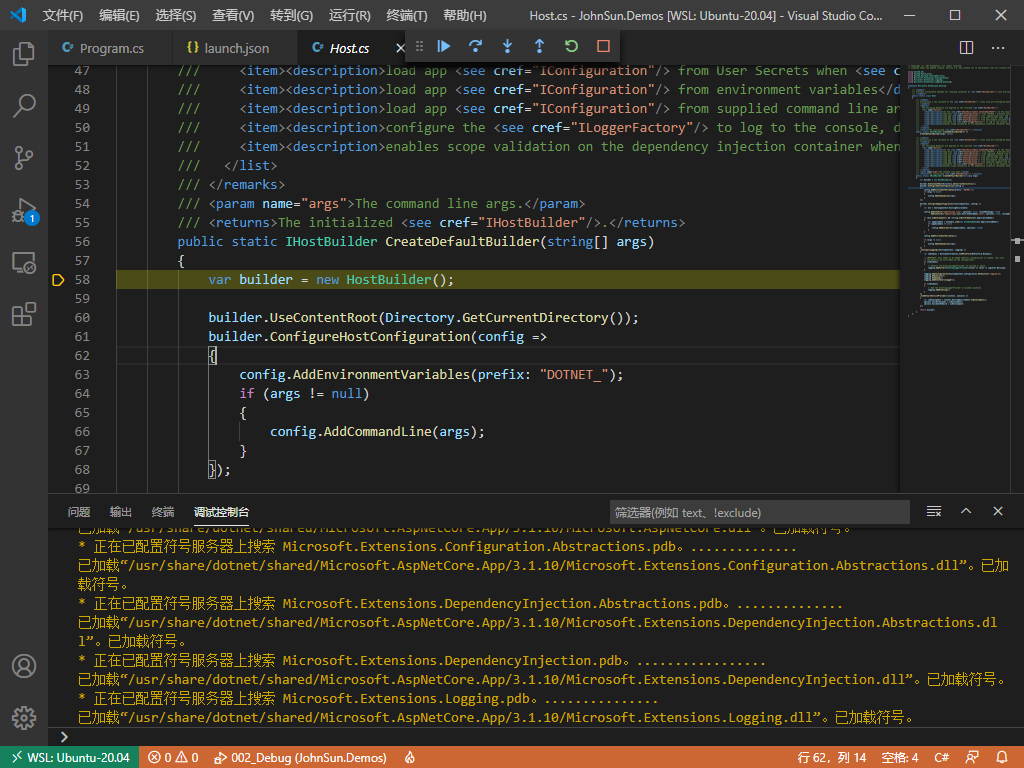 文件(F) 编辑(E) 选择(S) 查看(V) 转到(G) 运行(R) 终端(T) 帮助(H) Host.cs - JohnSun.Demos [WSL: Ubuntu-20.04] - Visual Studio Co...
Program.cs {} launch.json Host.cs
47 /// <item><description>load app <see cref="IConfiguration"/> from User Secrets when <see c
48 /// <item><description>load app <see cref="IConfiguration"/> from environment variables</d
49 /// <item><description>load app <see cref="IConfiguration"/> from supplied command line ar
50 /// <item><description>configure the <see cref="ILoggerFactory"/> to log to the console, d
51 /// <item><description>enables scope validation on the dependency injection container when
52 /// </list>
53 /// </remarks>
54 /// <param name="args">The command line args.</param>
55 /// <returns>The initialized <see cref="IHostBuilder"/>.</returns>
56 public static IHostBuilder CreateDefaultBuilder(string[] args)
57 {
58 var builder = new HostBuilder();
59
60 builder.UseContentRoot(Directory.GetCurrentDirectory());
61 builder.ConfigureHostConfiguration(config =>
62 {
63 config.AddEnvironmentVariables(prefix: "DOTNET_");
64 if (args != null)
65 {
66 config.AddCommandLine(args);
67 }
68 });
69
1
问题 输出 终端 调试控制台 筛选器(例如 text、!exclude)
已加载“/usr/share/dotnet/shared/Microsoft.AspNetCore.App/3.1.10/Microsoft.AspNetCore.dll”。已加载符号。
* 正在已配置符号服务器上搜索 Microsoft.Extensions.Configuration.Abstractions.pdb。..............
已加载“/usr/share/dotnet/shared/Microsoft.AspNetCore.App/3.1.10/Microsoft.Extensions.Configuration.Abstractions.dll”。已加
载符号。
* 正在已配置符号服务器上搜索 Microsoft.Extensions.DependencyInjection.Abstractions.pdb。..............
已加载“/usr/share/dotnet/shared/Microsoft.AspNetCore.App/3.1.10/Microsoft.Extensions.DependencyInjection.Abstractions.dl
l”。已加载符号。
* 正在已配置符号服务器上搜索 Microsoft.Extensions.DependencyInjection.pdb。.................
已加载“/usr/share/dotnet/shared/Microsoft.AspNetCore.App/3.1.10/Microsoft.Extensions.DependencyInjection.dll”。已加载符号。
* 正在已配置符号服务器上搜索 Microsoft.Extensions.Logging.pdb。...............
已加载“/usr/share/dotnet/shared/Microsoft.AspNetCore.App/3.1.10/Microsoft.Extensions.Logging.dll”。已加载符号。
WSL: Ubuntu-20.04 0 0 002_Debug (JohnSun.Demos) 行 62，列 14 空格: 4 C#